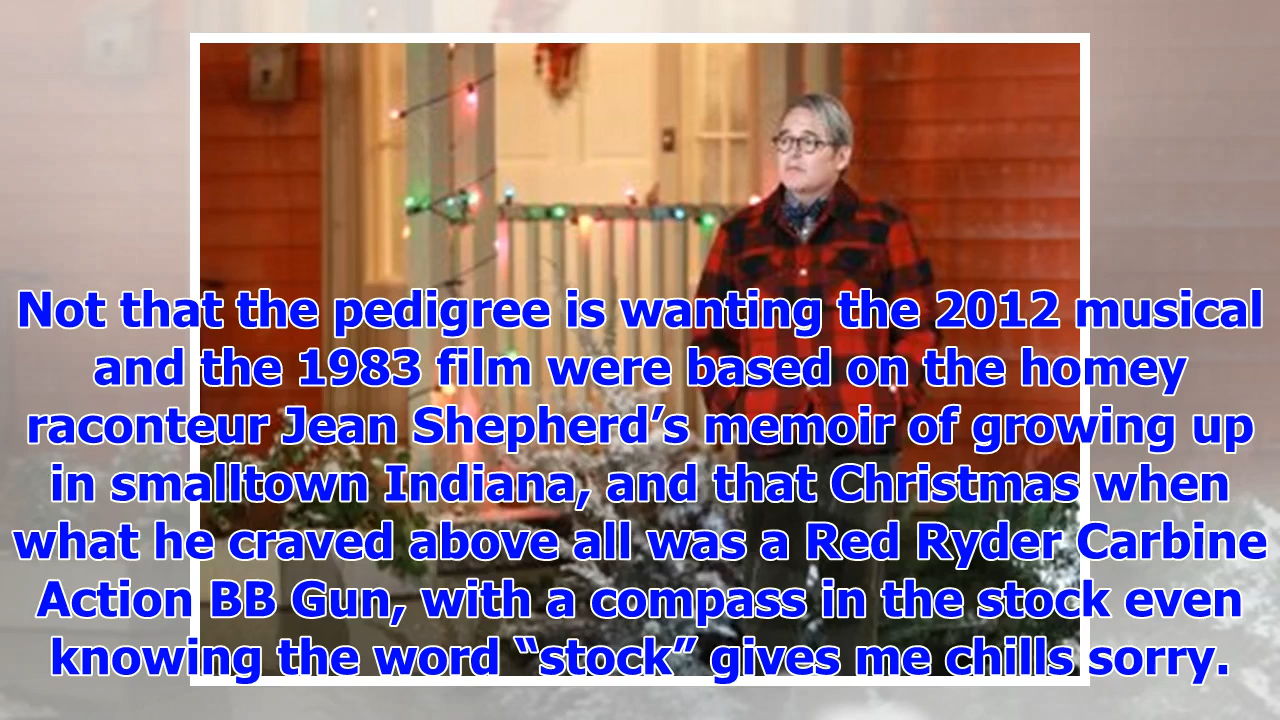 Not that the pedigree is wanting the 2012 musical
and the 1983 film were based on the homey
raconteur Jean Shepherd’s memoir of growing up
in smalltown Indiana, and that Christmas when
what he craved above all was a Red Ryder Carbine
Action BB Gun, with a compass in the stock even
knowing the word “stock” gives me chills sorry.